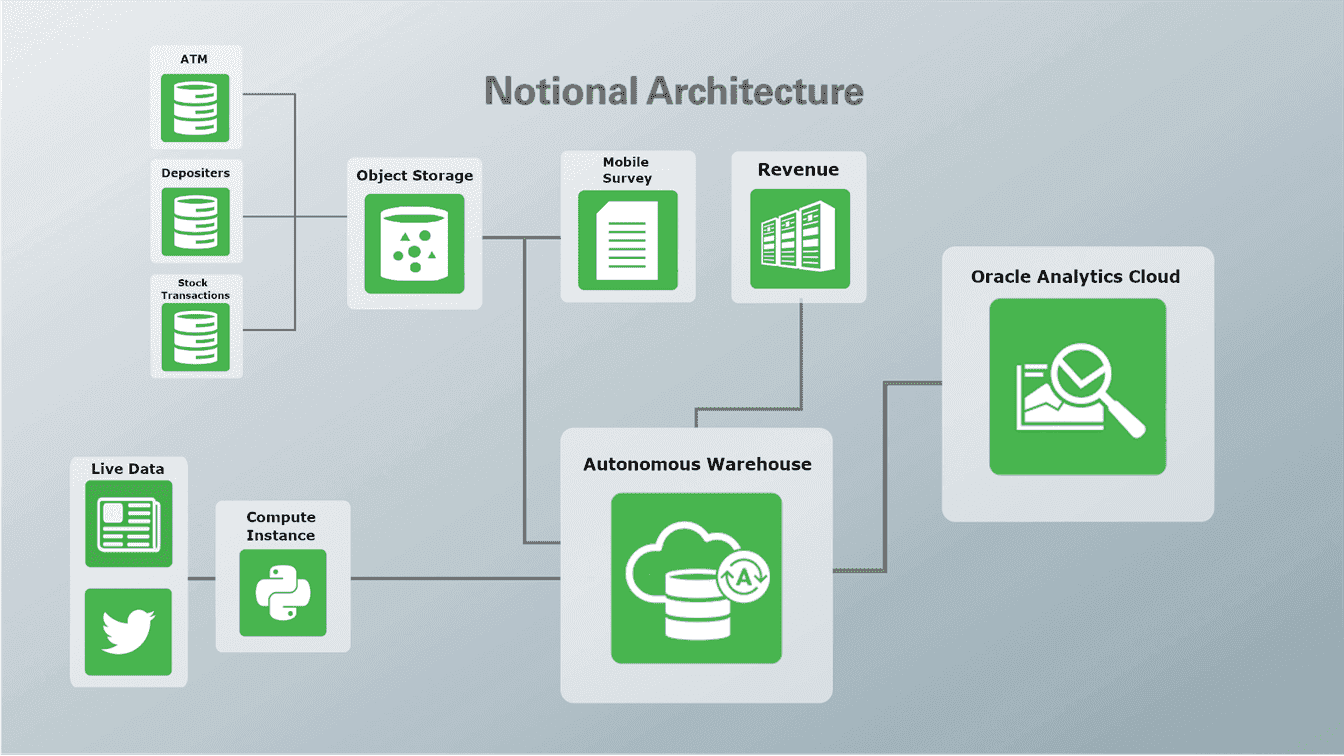 Notional Architecture
ATM
Depositers
Stock
Transactions
Object Storage
Mobile
Survey
Revenue
Oracle Analytics Cloud
Live Data
Compute
Instance
Autonomous Warehouse
A